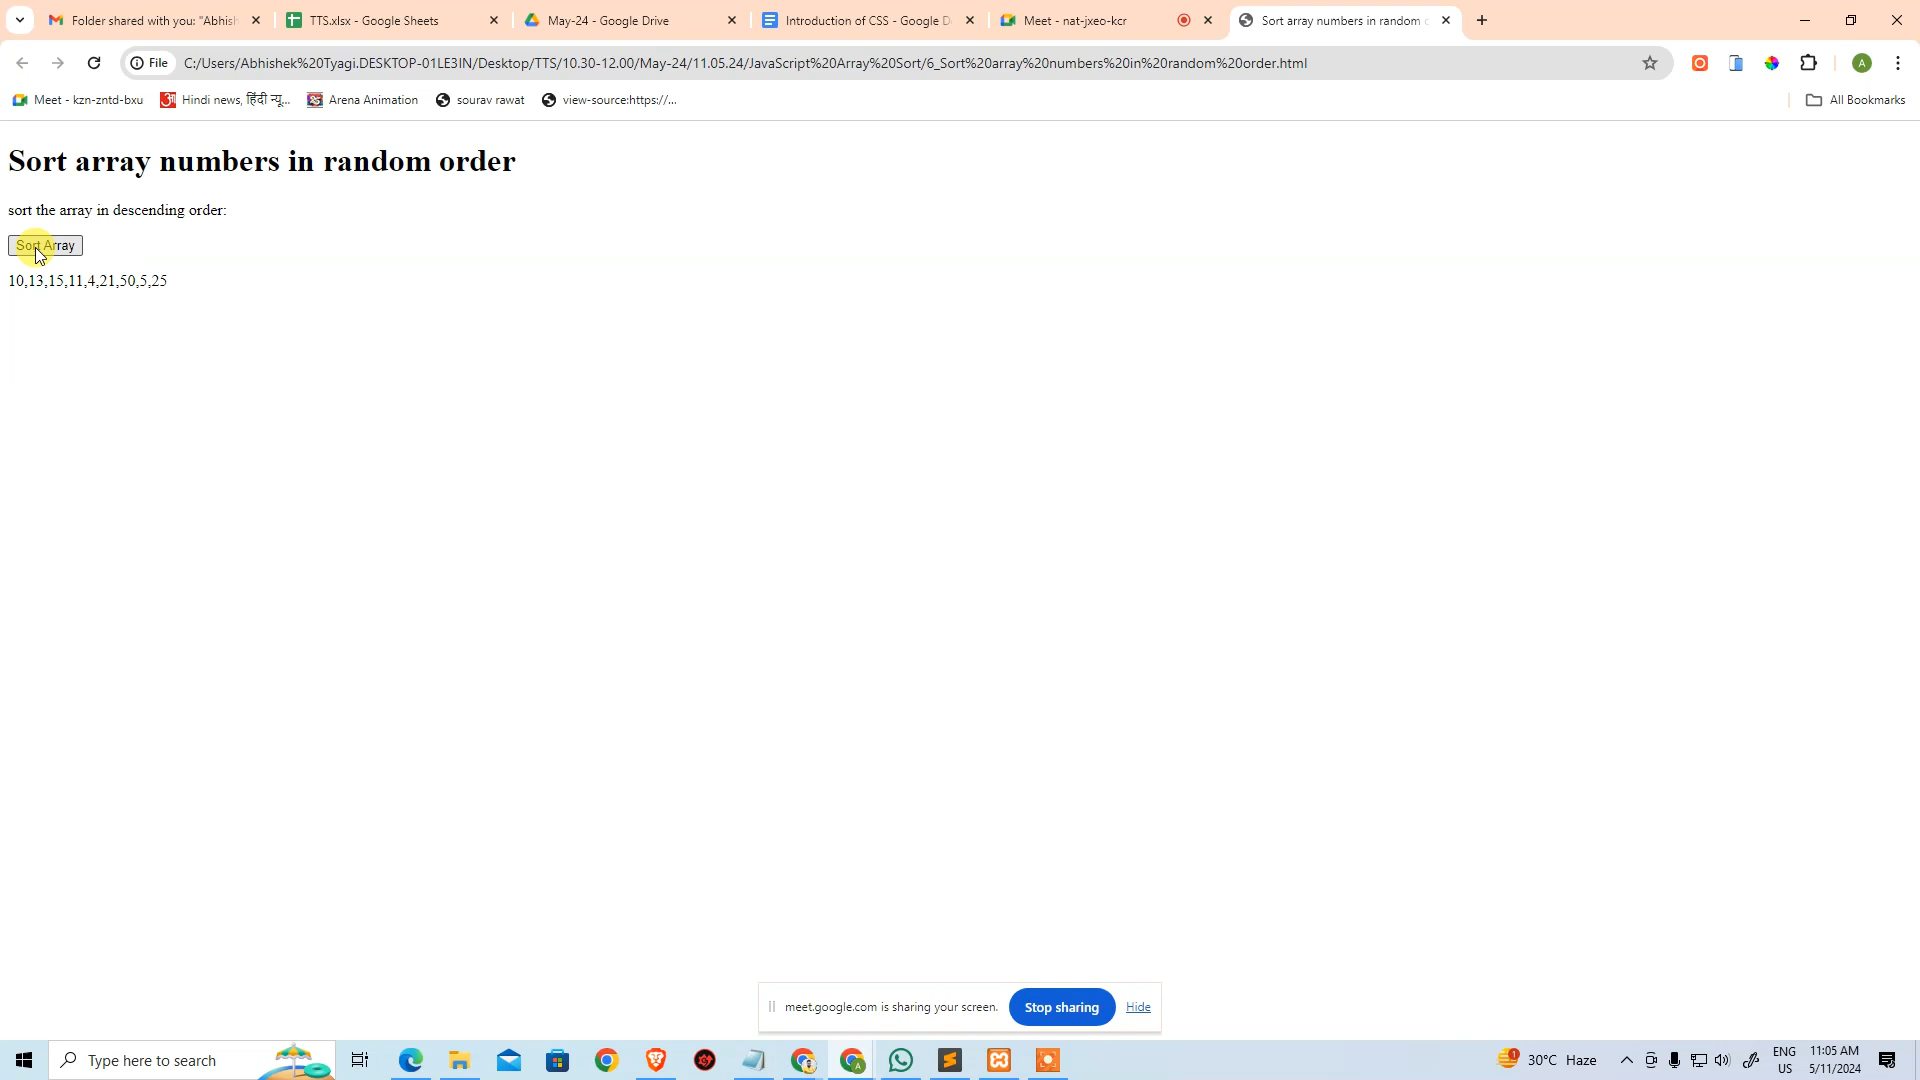 Folder shared with you: "Abhish
TTS.xlsx - Google Sheets
May-24 - Google Drive
Introduction of CSS - Google D
Meet - nat-jxeo-kcr
Sort array numbers in random o
File
C:/Users/Abhishek%20Tyagi.DESKTOP-01LE3IN/Desktop/TTS/10.30-12.00/May-24/11.05.24/JavaScript%20Array%20Sort/6_Sort%20array%20numbers%20in%20random%20order.html
A
Meet - kzn-zntd-bxu
Hindi news, हिंदी न्यू...
Arena Animation
sourav rawat
view-source:https://...
All Bookmarks
Sort array numbers in random order
sort the array in descending order:
Sort Array
10,13,15,11,4,21,50,5,25
meet.google.com is sharing your screen.
Stop sharing
Hide
Type here to search
A
1
30°C Haze
ENG
US
11:05 AM
5/11/2024